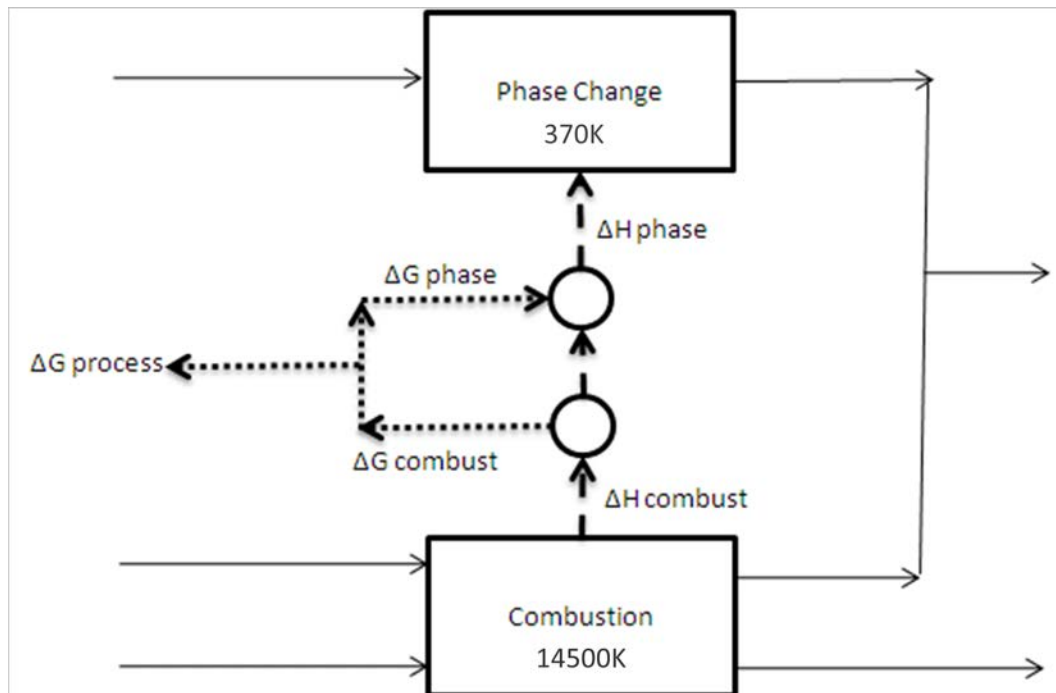 Phase Change
370K
ΔH phase
ΔG phase
ΔG process
ΔG combust
ΔH combust
Combustion
14500K